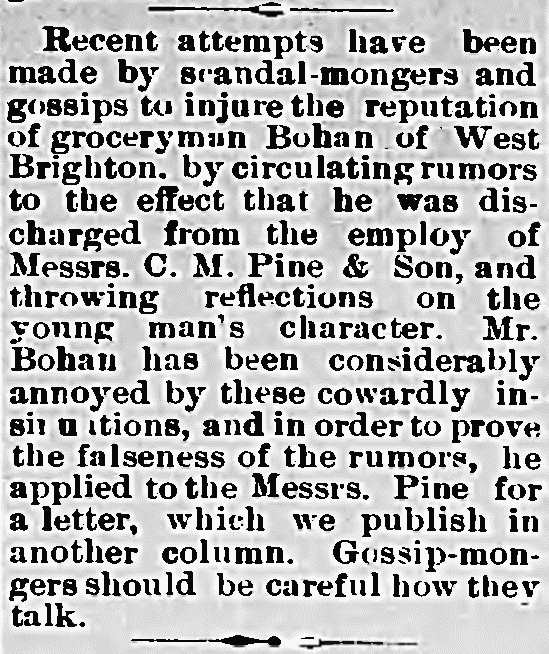 Recent attempts have been
made by scandal-mongers and
gossips to injure the reputation
of groceryman Bohan of West
Brighton. by circulating rumors
to the effect that he was dis-
charged from the employ of
Messrs. C. M. Pine & Son, and
throwing reflections on the
young man's character. Mr.
Bohan has been considerably
annoyed by these cowardly in-
sinuations, and in order to prove
the falseness of the rumors, he
applied to the Messrs. Pine for
a letter, which we publish in
another column. Gossip-mon-
gers should be careful how they
talk.